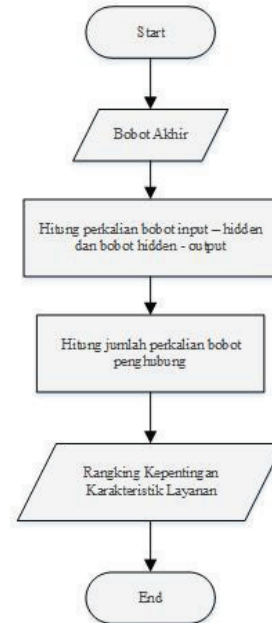 Start
Bobot Akhir
Hitung perkalian bobot input – hidden
dan bobot hidden - output
Hitung jumlah perkalian bobot
penghubung
Rangking Kepentingan
Karakteristik Layanan
End